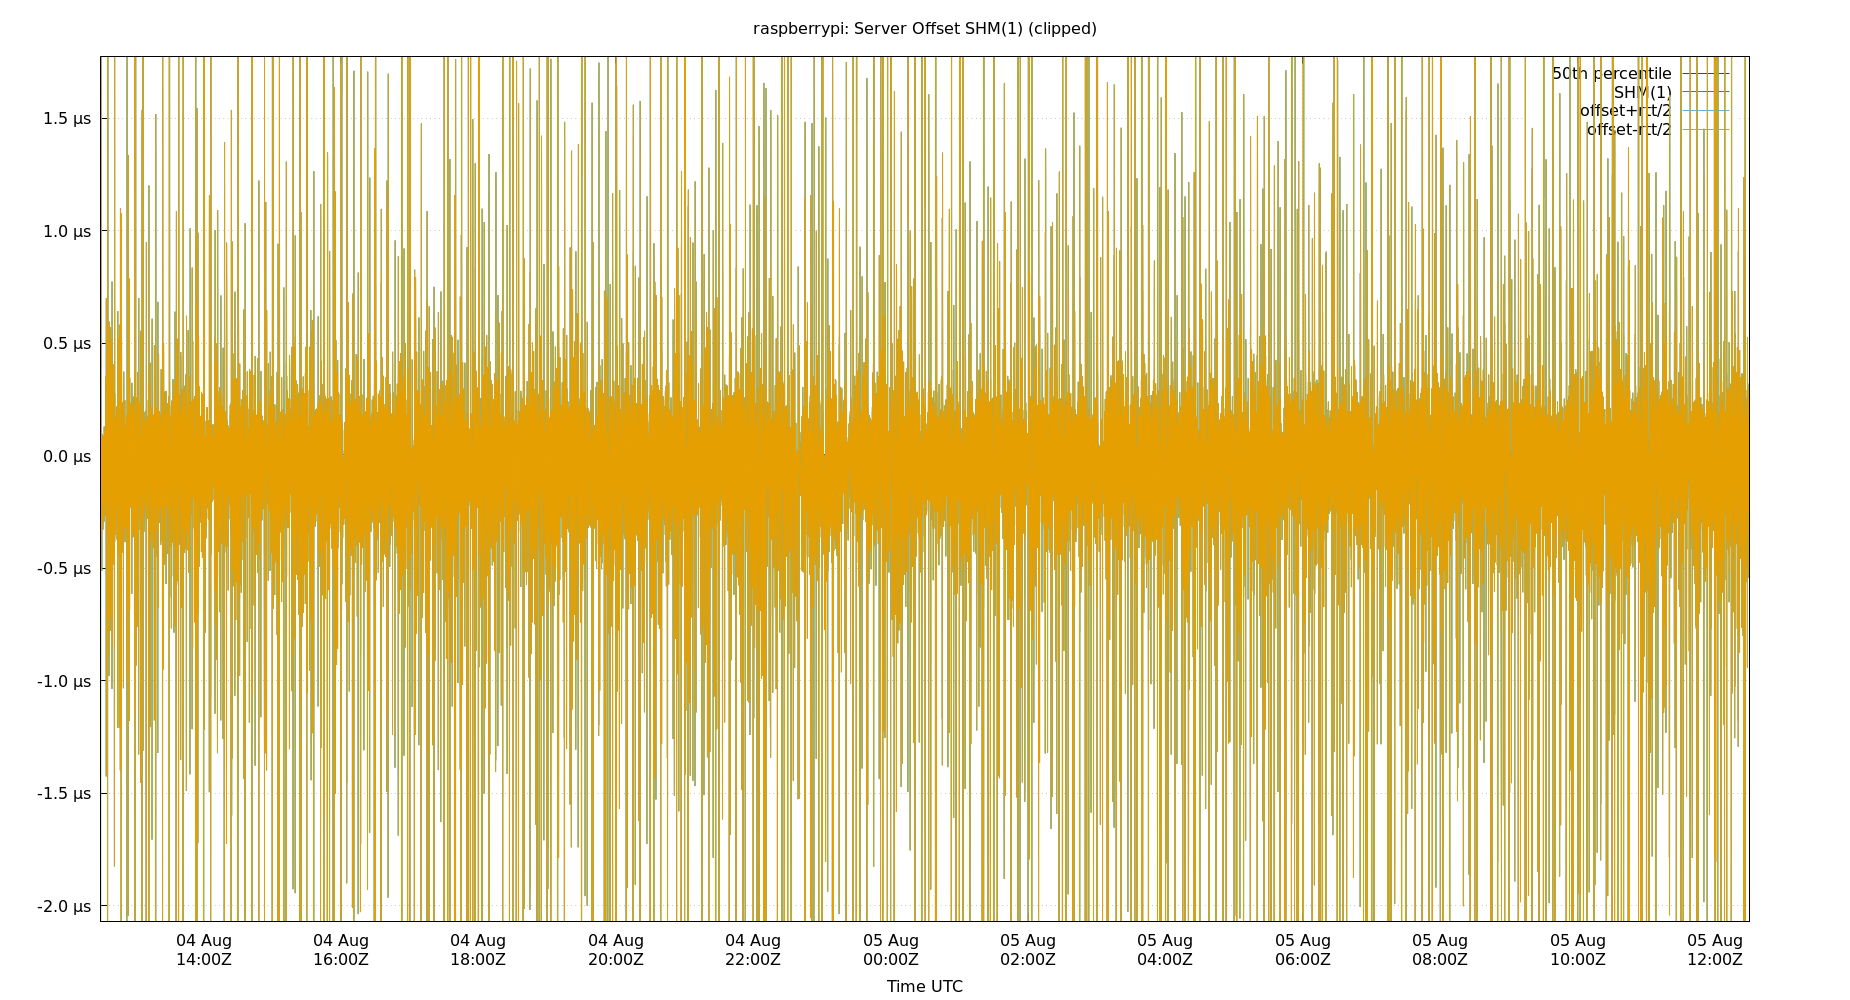 raspberrypi: Server Offset SHM(1) (clipped)
50th percentile
SHM(1)
offset+rtt/2
offset-rtt/2
1.5 µs
1.0 µs
0.5 µs
0.0 µs
-0.5 µs
-1.0 µs
-1.5 µs
-2.0 µs
04 Aug 04 Aug 04 Aug 04 Aug 04 Aug 05 Aug 05 Aug 05 Aug 05 Aug 05 Aug 05 Aug 05 Aug
14:00Z 16:00Z 18:00Z 20:00Z 22:00Z 00:00Z 02:00Z 04:00Z 06:00Z 08:00Z 10:00Z 12:00Z
Time UTC